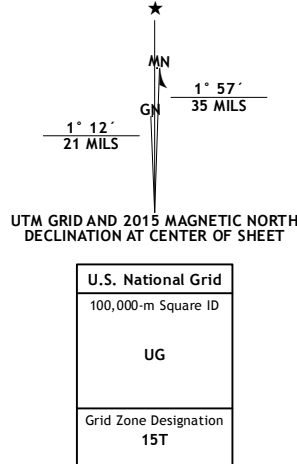 ★
MN
GN
1° 57´
35 MILS
1° 12´
21 MILS
UTM GRID AND 2015 MAGNETIC NORTH
DECLINATION AT CENTER OF SHEET
U.S. National Grid
100,000-m Square ID
UG
Grid Zone Designation
15T